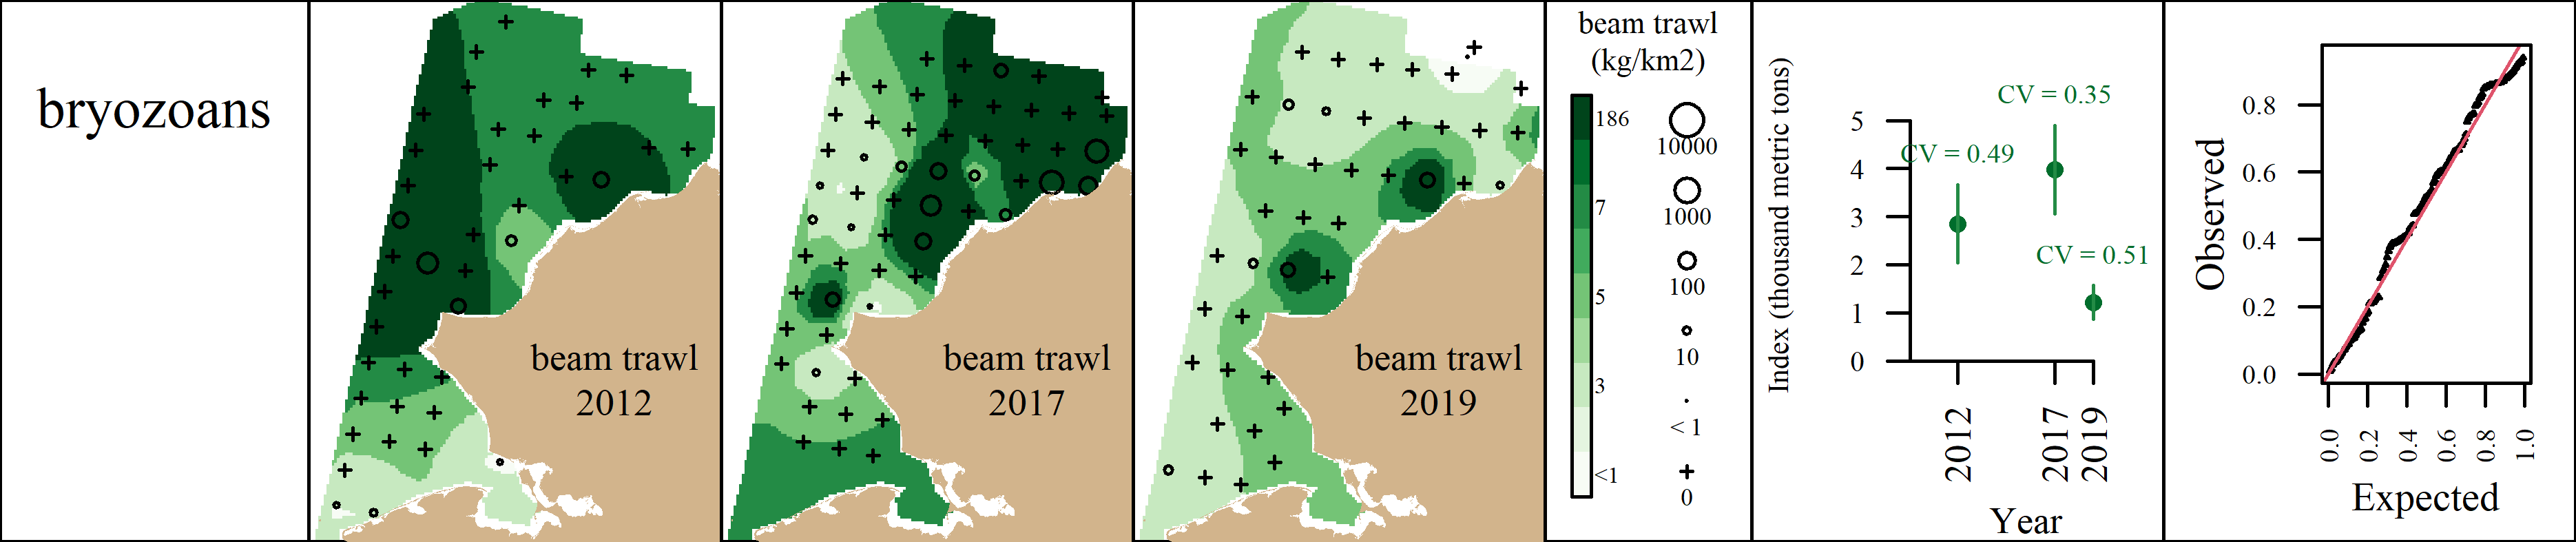 bryozoans
beam trawl
2012
beam trawl
2017
beam trawl
2019
beam trawl
(kg/km2)
186
7
5
3
<1
10000
1000
100
10
< 1
0
Index (thousand metric tons)
5
4
3
2
1
0
CV = 0.49
CV = 0.35
CV = 0.51
2012
2017
2019
Year
Observed
0.8
0.6
0.4
0.2
0.0
0.0
0.2
0.4
0.6
0.8
1.0
Expected